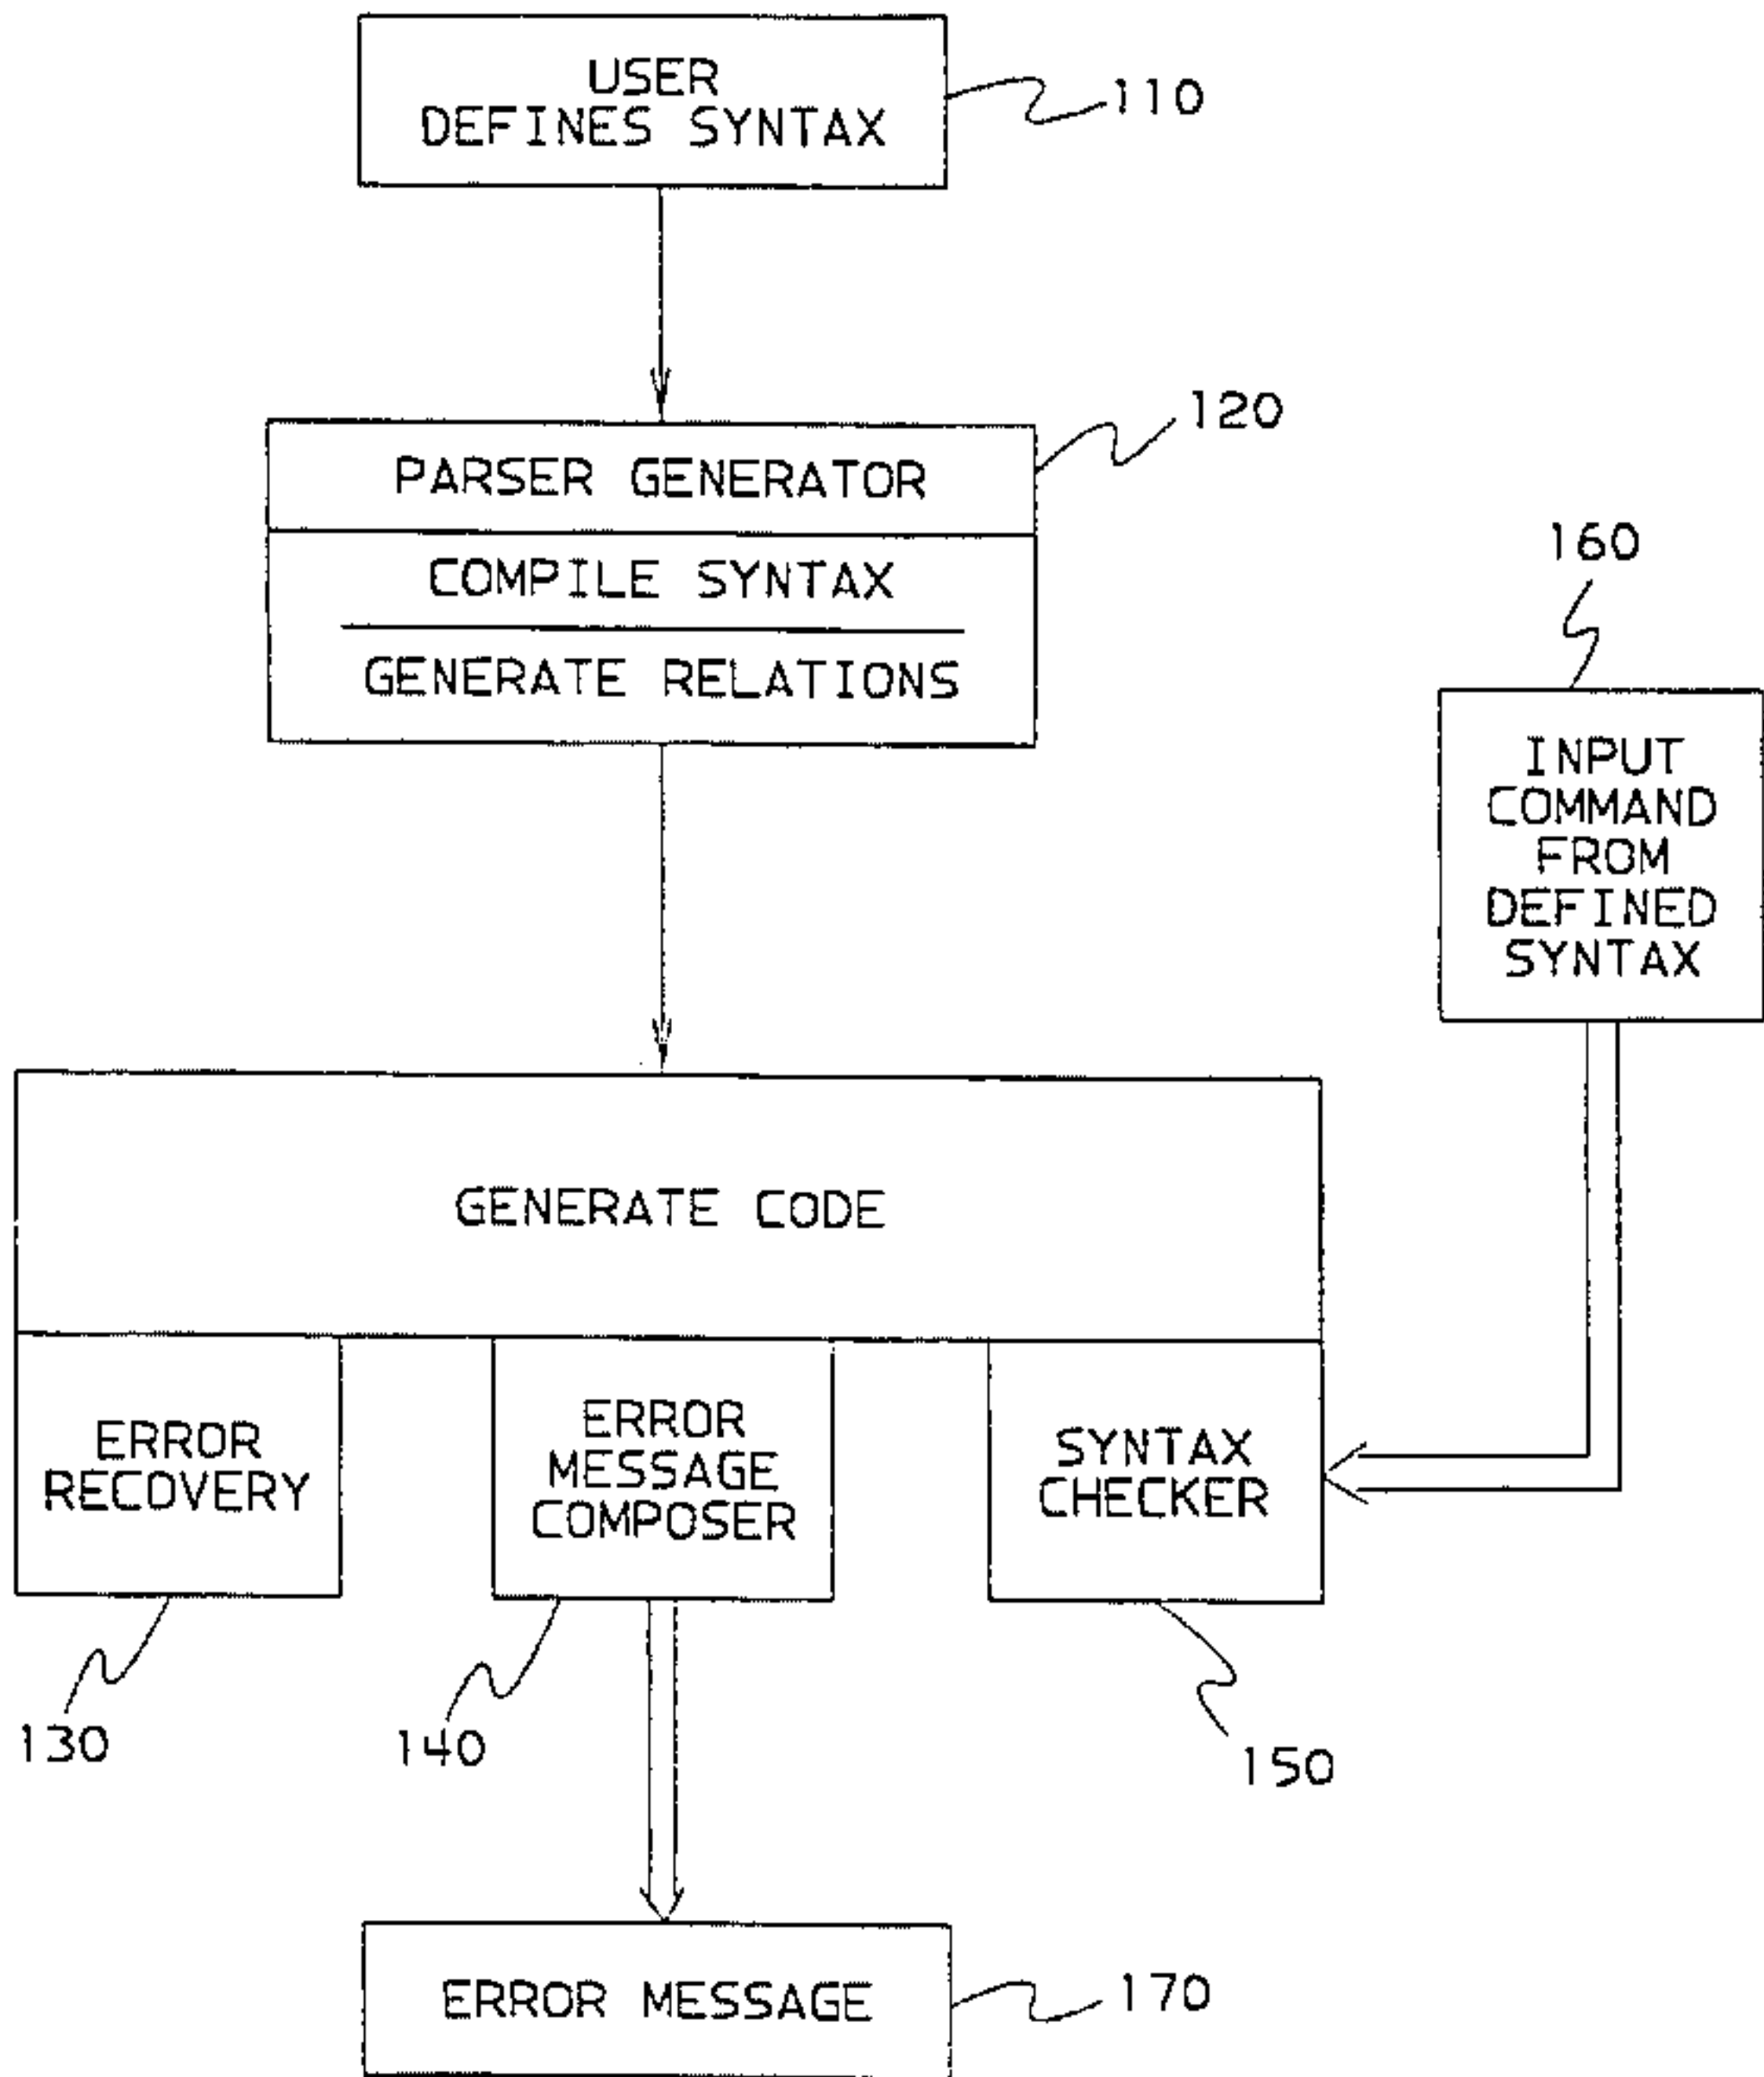 USER
DEFINES SYNTAX
110
PARSER GENERATOR
120
COMPILE SYNTAX
GENERATE RELATIONS
160
INPUT
COMMAND
FROM
DEFINED
SYNTAX
GENERATE CODE
ERROR
RECOVERY
ERROR
MESSAGE
COMPOSER
SYNTAX
CHECKER
130
140
150
ERROR MESSAGE
170